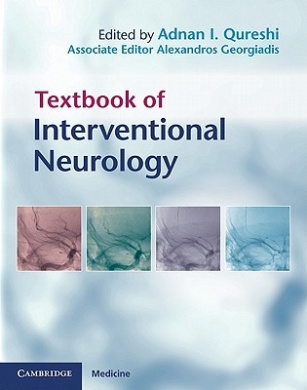 Edited by Adnan I. Qureshi
Associate Editor Alexandros Georgiadis
Textbook of
Interventional
Neurology
CAMBRIDGE
Medicine